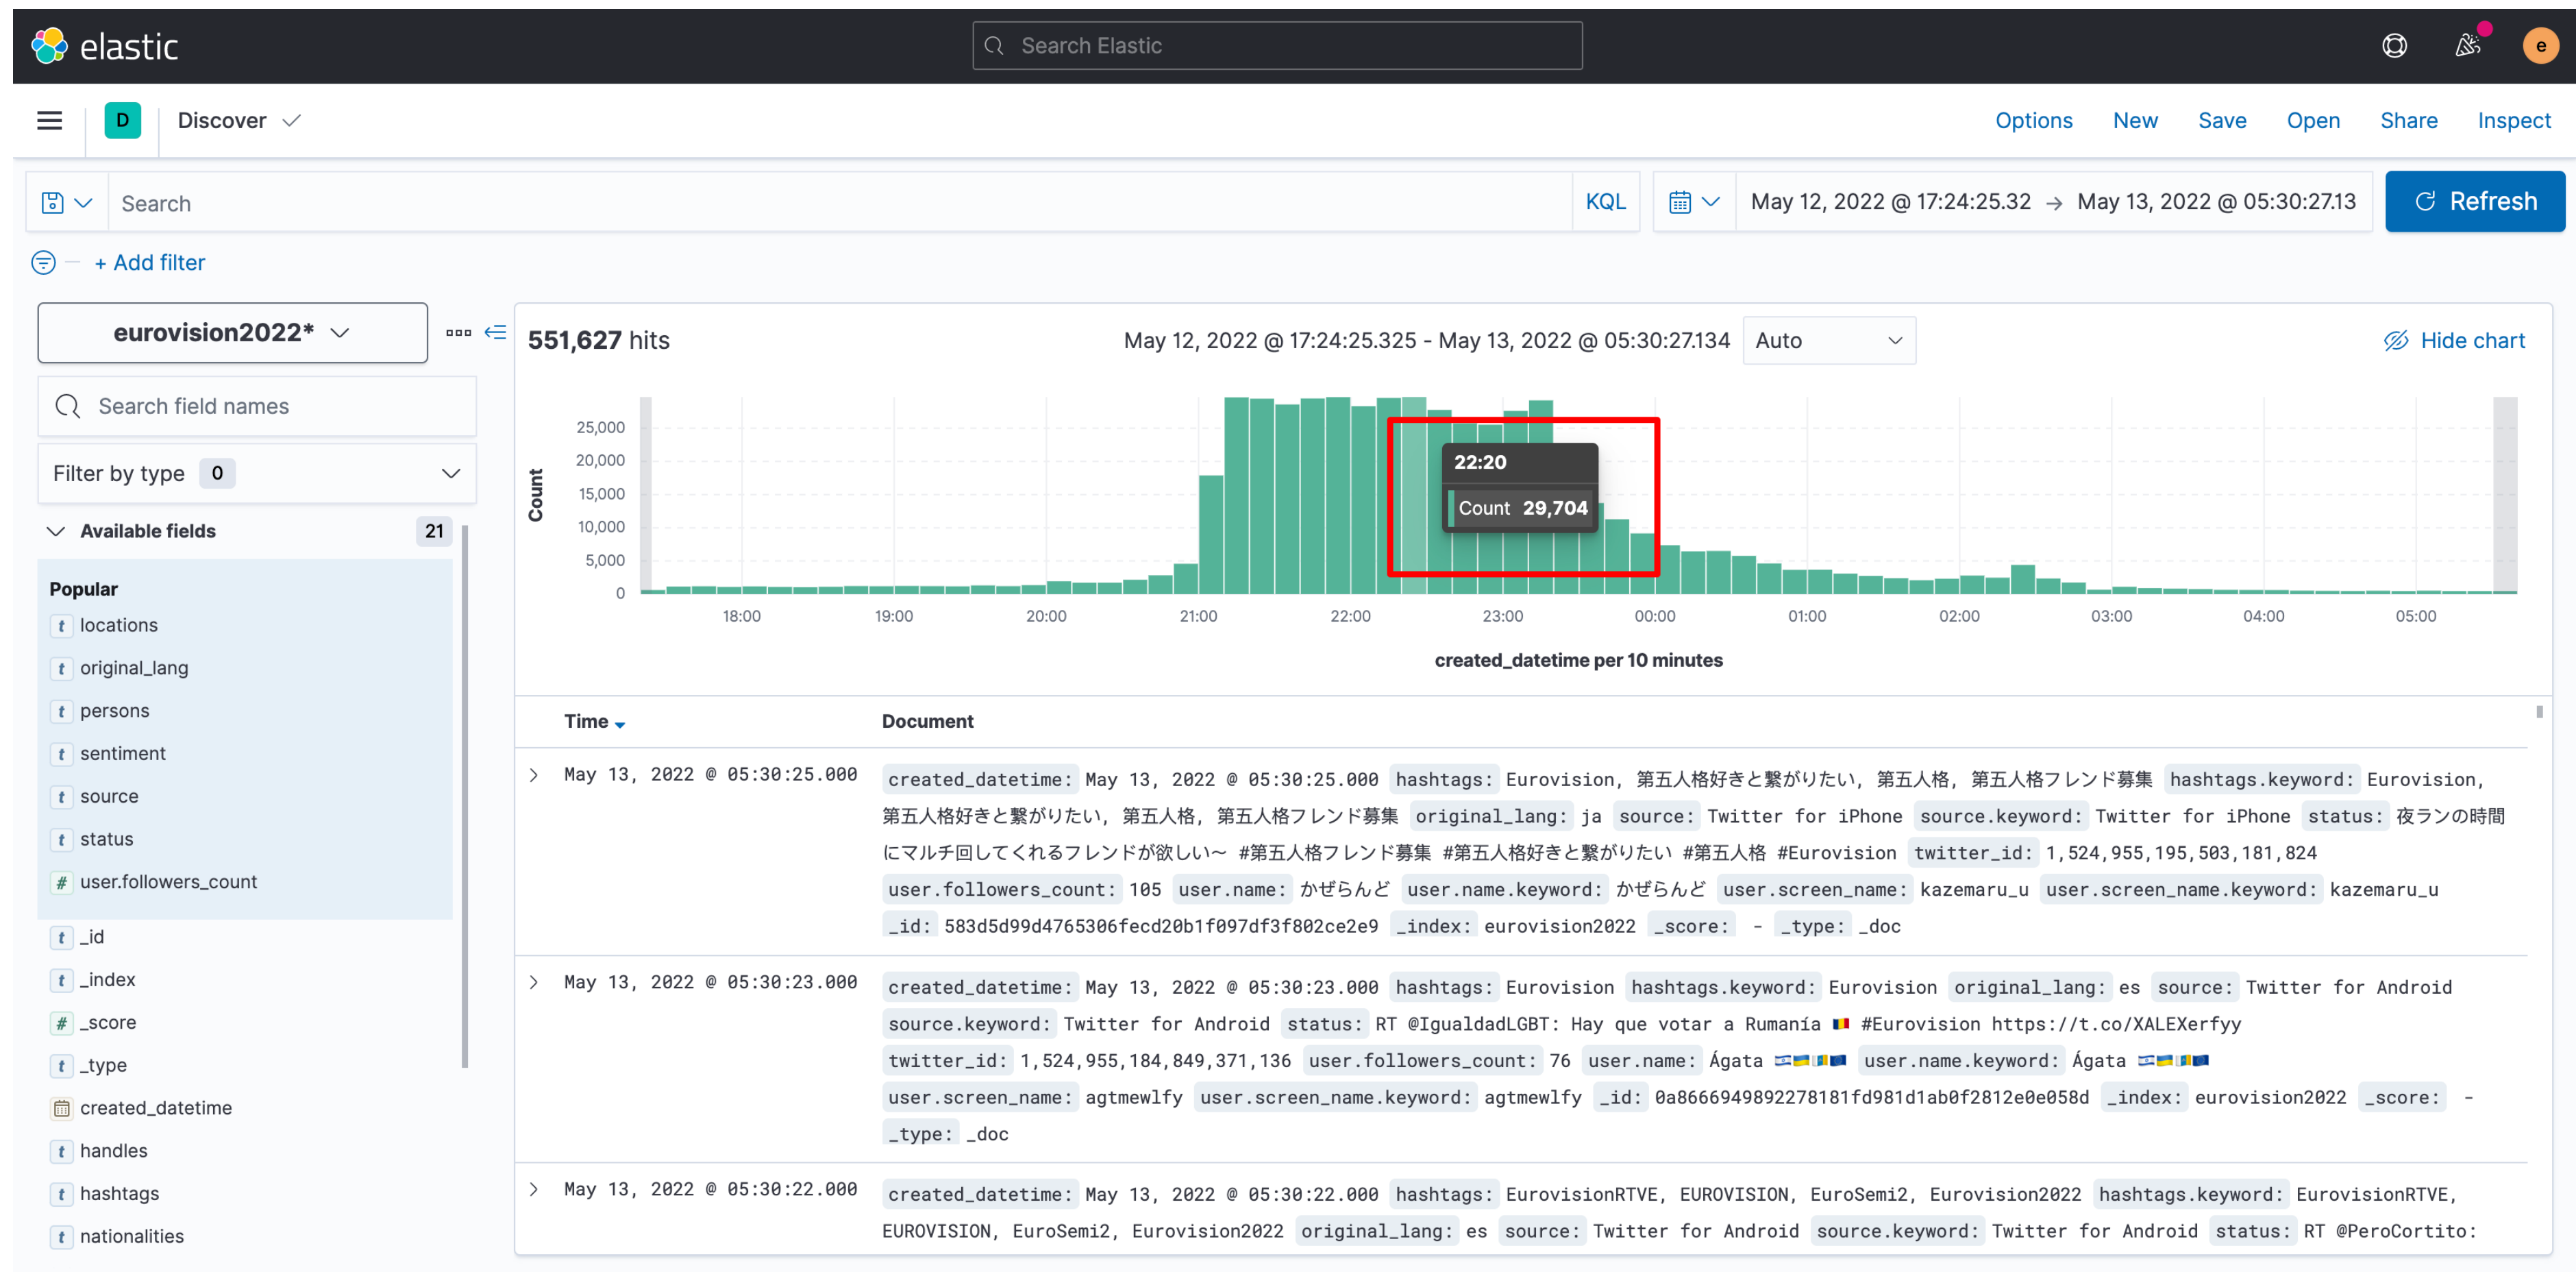 elastic
Search Elastic
e
D Discover
Options New Save Open Share Inspect
Search
KQL
May 12, 2022 @ 17:24:25.32 → May 13, 2022 @ 05:30:27.13
Refresh
+ Add filter
eurovision2022*
Search field names
Filter by type 0
Available fields 21
Popular
t locations
t original_lang
t persons
t sentiment
t source
t status
# user.followers_count
t _id
t _index
# _score
t _type
created_datetime
t handles
t hashtags
t nationalities
551,627 hits
May 12, 2022 @ 17:24:25.325 - May 13, 2022 @ 05:30:27.134
Auto
Hide chart
Count
25,000
20,000
15,000
10,000
5,000
0
22:20
Count 29,704
18:00 19:00 20:00 21:00 22:00 23:00 00:00 01:00 02:00 03:00 04:00 05:00
created_datetime per 10 minutes
Time Document
May 13, 2022 @ 05:30:25.000
created_datetime: May 13, 2022 @ 05:30:25.000 hashtags: Eurovision, 第五人格好きと繋がりたい, 第五人格, 第五人格フレンド募集 hashtags.keyword: Eurovision,
第五人格好きと繋がりたい, 第五人格, 第五人格フレンド募集 original_lang: ja source: Twitter for iPhone source.keyword: Twitter for iPhone status: 夜ランの時間
にマルチ回してくれるフレンドが欲しい〜 #第五人格フレンド募集 #第五人格好きと繋がりたい #第五人格 #Eurovision twitter_id: 1,524,955,195,503,181,824
user.followers_count: 105 user.name: かぜらんど user.name.keyword: かぜらんど user.screen_name: kazemaru_u user.screen_name.keyword: kazemaru_u
_id: 583d5d99d4765306fecd20b1f097df3f802ce2e9 _index: eurovision2022 _score: - _type: _doc
May 13, 2022 @ 05:30:23.000
created_datetime: May 13, 2022 @ 05:30:23.000 hashtags: Eurovision hashtags.keyword: Eurovision original_lang: es source: Twitter for Android
source.keyword: Twitter for Android status: RT @IgualdadLGBT: Hay que votar a Rumanía 🇷🇴 #Eurovision https://t.co/XALEXerfyy
twitter_id: 1,524,955,184,849,371,136 user.followers_count: 76 user.name: Ágata user.name.keyword: Ágata
user.screen_name: agtmewlfy user.screen_name.keyword: agtmewlfy _id: 0a8666949892278181fd981d1ab0f2812e0e058d _index: eurovision2022 _score: -
_type: _doc
May 13, 2022 @ 05:30:22.000
created_datetime: May 13, 2022 @ 05:30:22.000 hashtags: EurovisionRTVE, EUROVISION, EuroSemi2, Eurovision2022 hashtags.keyword: EurovisionRTVE,
EUROVISION, EuroSemi2, Eurovision2022 original_lang: es source: Twitter for Android source.keyword: Twitter for Android status: RT @PeroCortito: